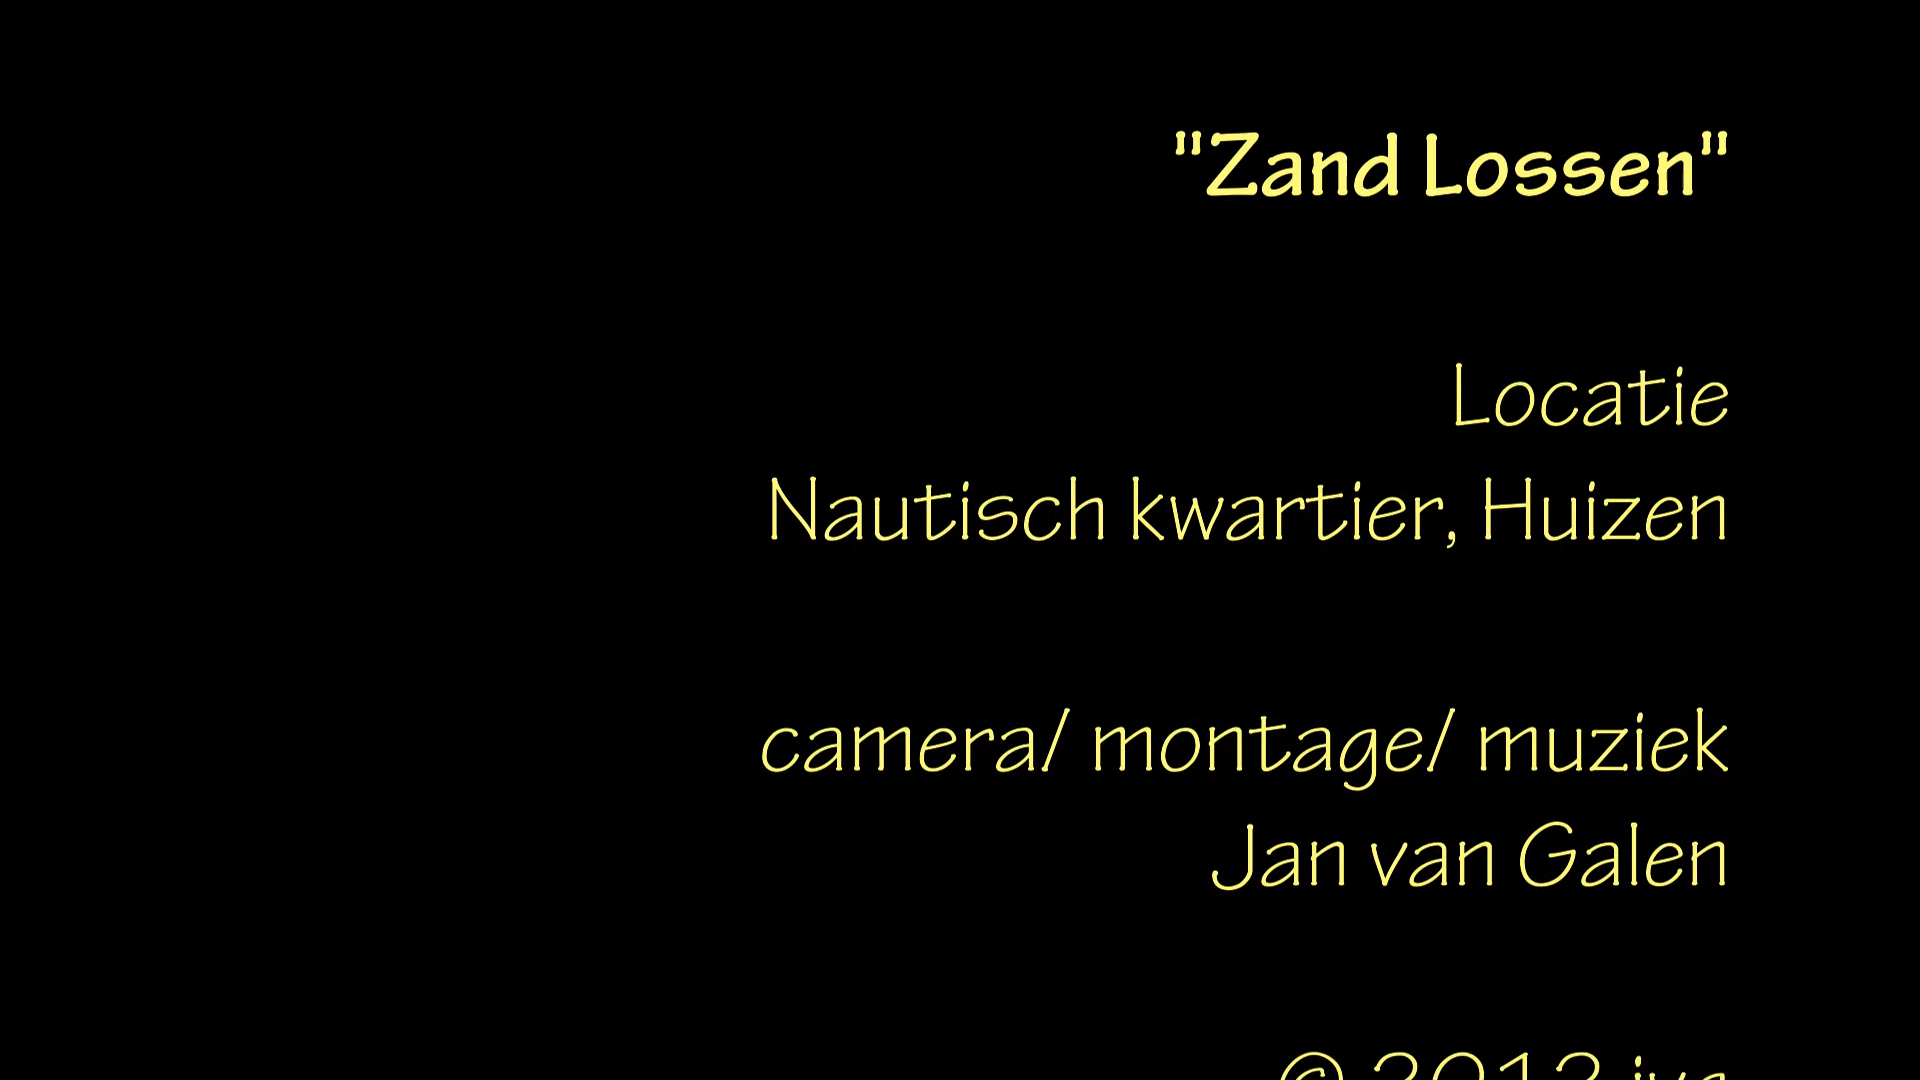 "Zand Lossen"
Locatie
Nautisch kwartier, Huizen
camera/ montage/ muziek
Jan van Galen
©